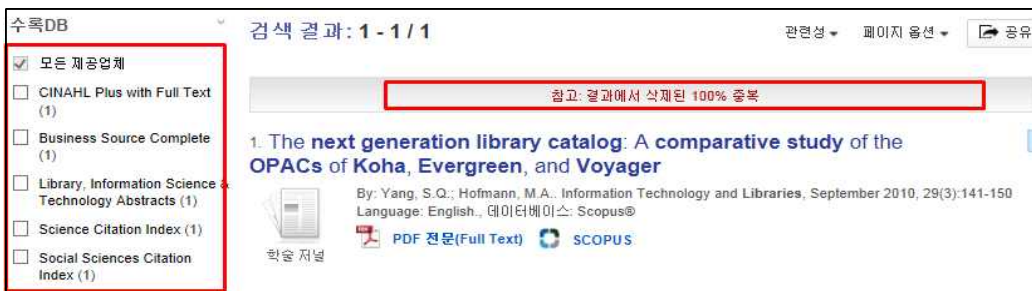 수록DB
모든 제공업체
CINAHL Plus with Full Text
(1)
Business Source Complete
(1)
Library, Information Science &
Technology Abstracts (1)
Science Citation Index (1)
Social Sciences Citation
Index (1)
검색 결과: 1 - 1 / 1
관련성
페이지 옵션
공유
참고: 결과에서 삭제된 100% 중복
1. The next generation library catalog: A comparative study of the
OPACs of Koha, Evergreen, and Voyager
By: Yang, S.Q.; Hofmann, M.A.. Information Technology and Libraries, September 2010, 29(3):141-150
Language: English., 데이터베이스: Scopus®
PDF 전문(Full Text) SCOPUS
학술 저널